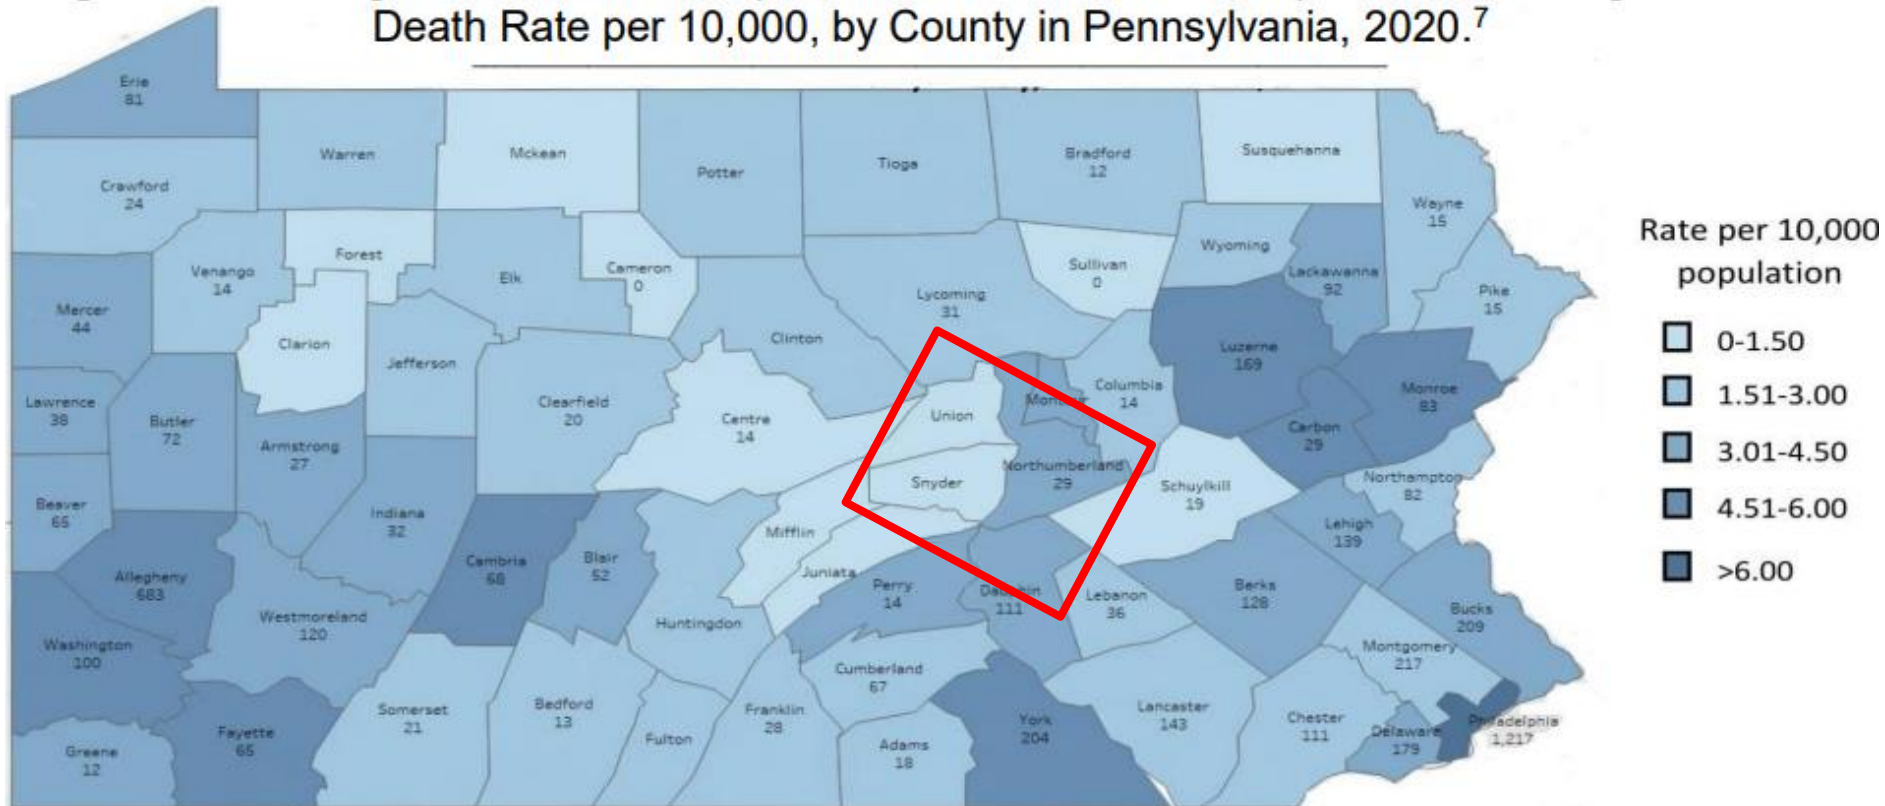 Death Rate per 10,000, by County in Pennsylvania, 2020.7
Erie
81
Warren
Mckean
Potter
Tioga
Bradford
12
Susquehanna
Wayne
15
Crawford
24
Forest
Venango
14
Elk
Cameron
0
Sullivan
0
Wyoming
Lackawanna
92
Pike
15
Mercer
44
Clarion
Jefferson
Clinton
Lycoming
31
Luzerne
169
Monroe
83
Lawrence
38
Butler
72
Clearfield
20
Centre
14
Union
Montour
Columbia
14
Carbon
29
Armstrong
27
Snyder
Northumberland
29
Schuylkill
19
Northampton
82
Beaver
65
Indiana
32
Mifflin
Lehigh
139
Allegheny
683
Cambria
68
Blair
52
Juniata
Perry
14
Dauphin
111
Lebanon
36
Berks
128
Bucks
209
Westmoreland
120
Huntingdon
Washington
100
Cumberland
67
Montgomery
217
Greene
12
Fayette
65
Somerset
21
Bedford
13
Fulton
Franklin
28
Adams
18
York
204
Lancaster
143
Chester
111
Delaware
179
Philadelphia
1,217
Rate per 10,000
population
0-1.50
1.51-3.00
3.01-4.50
4.51-6.00
>6.00